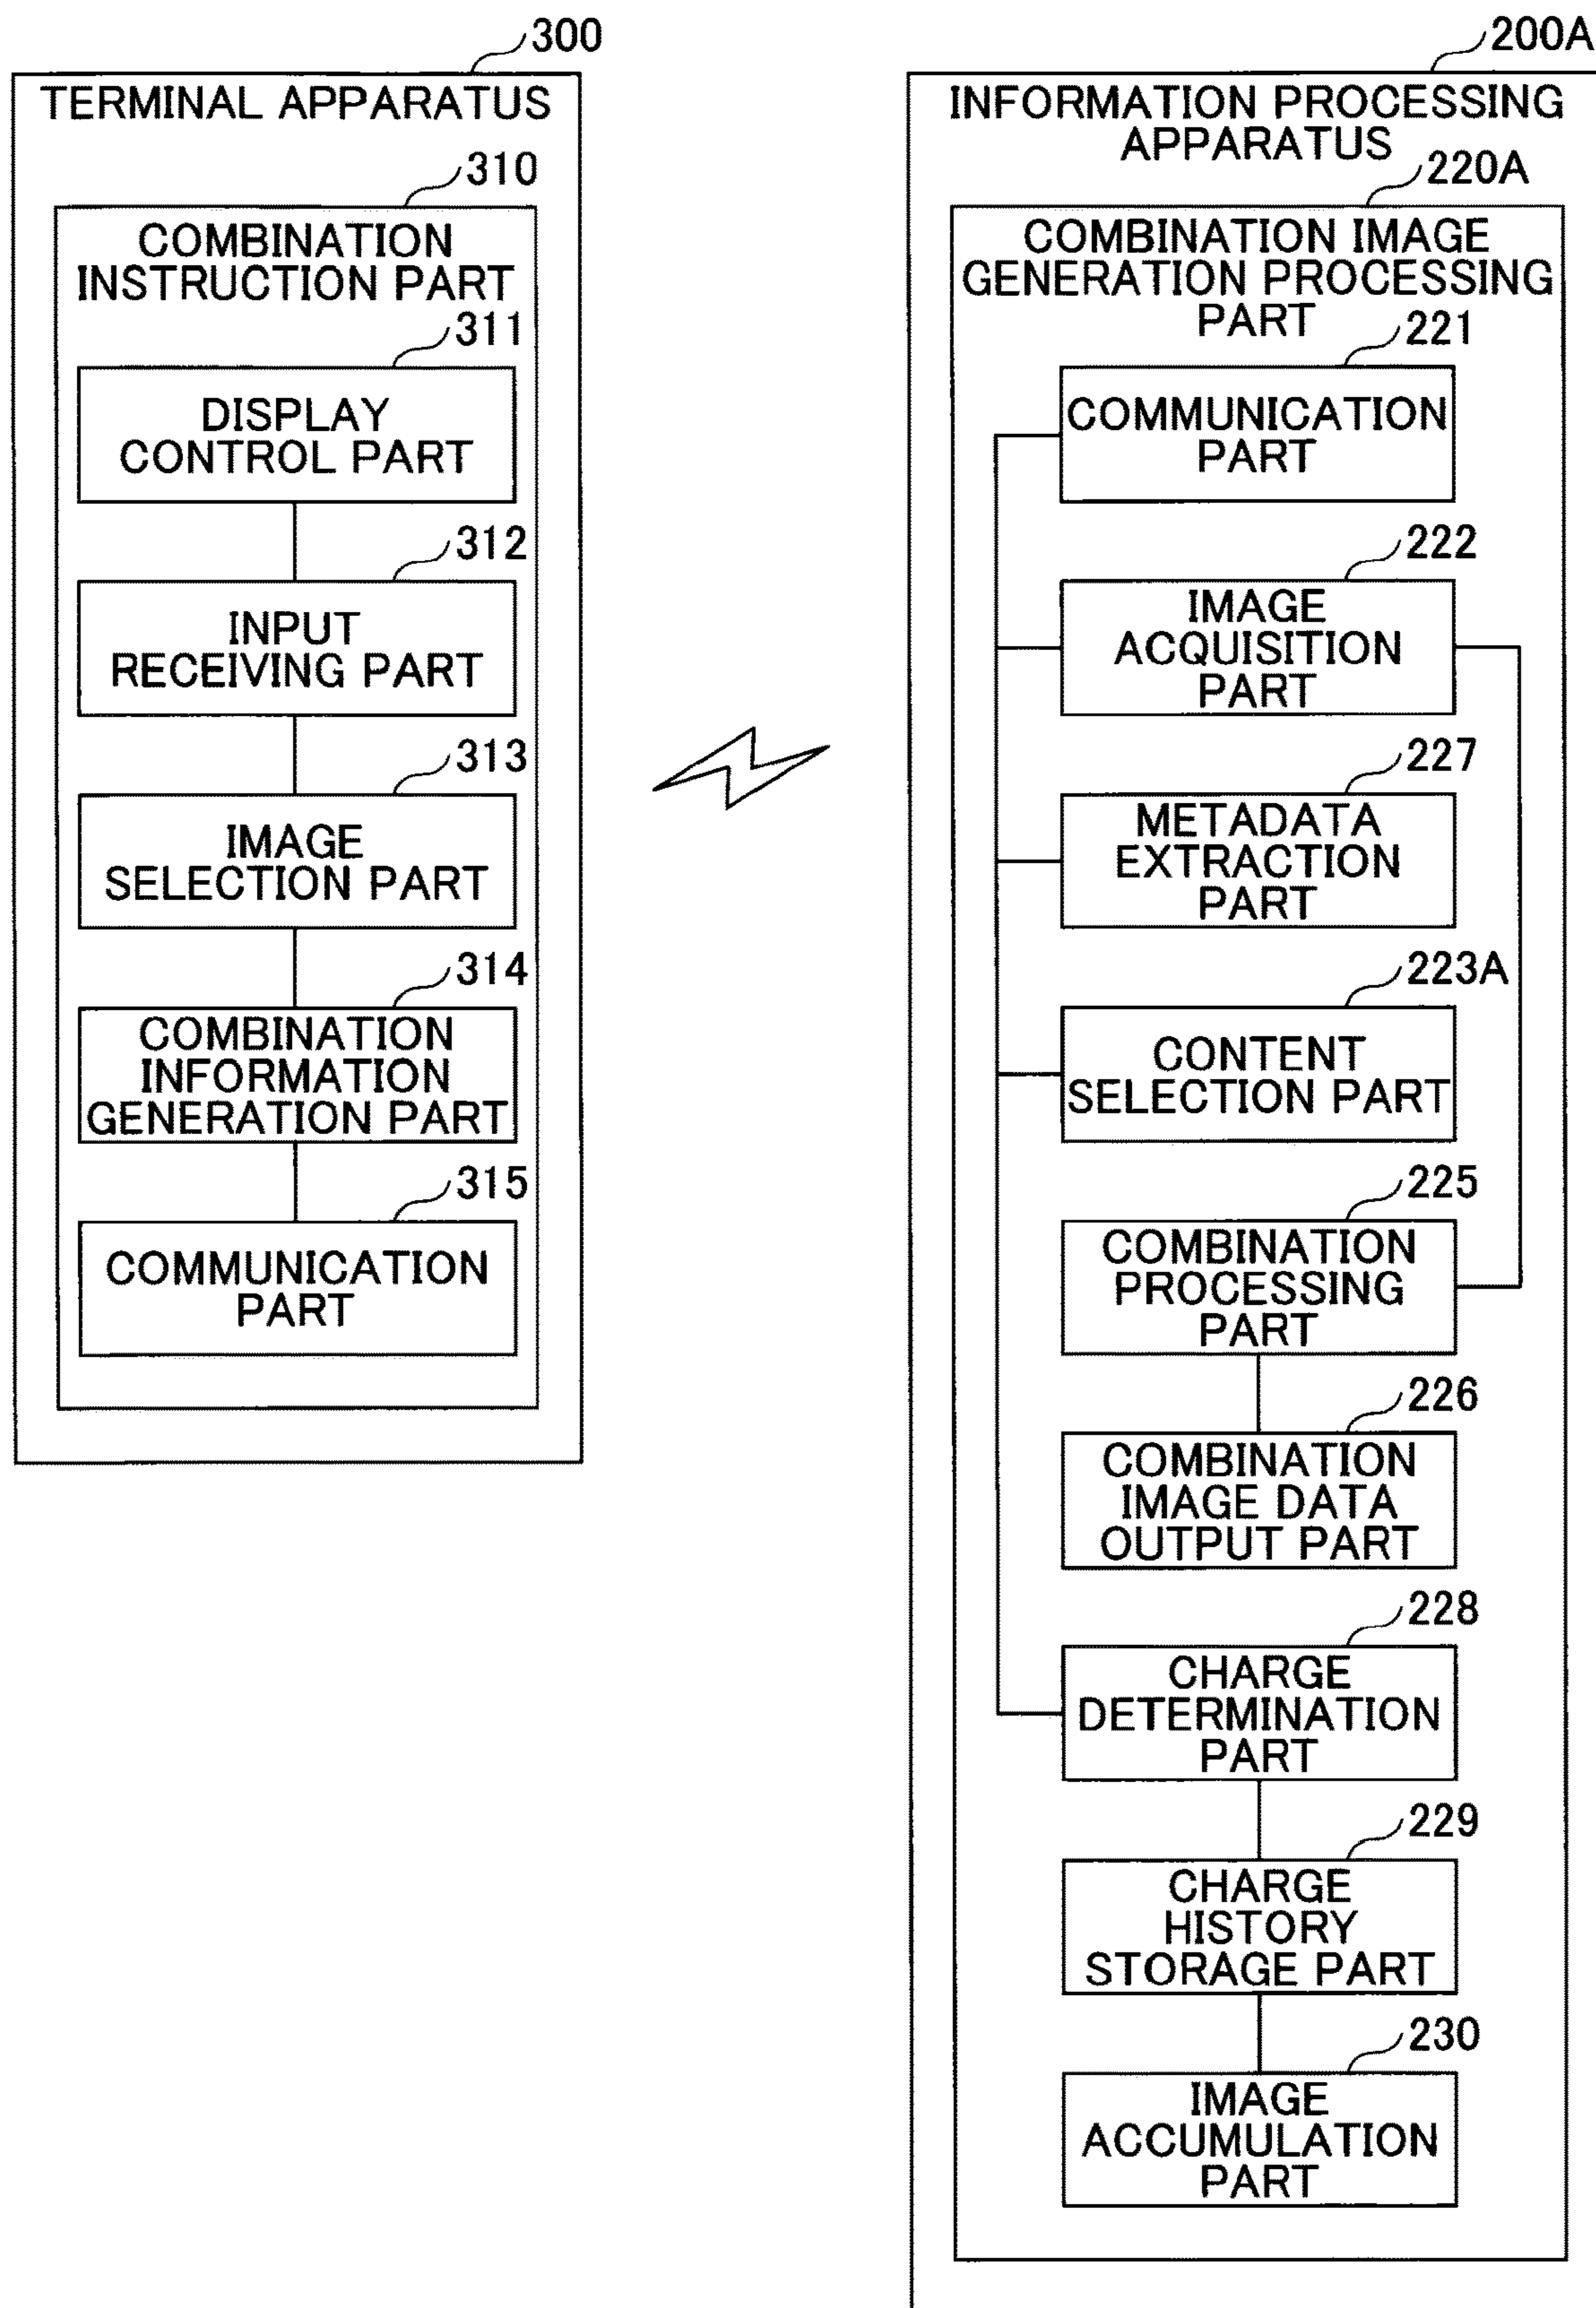 300
TERMINAL APPARATUS
310
COMBINATION
INSTRUCTION PART
311
DISPLAY
CONTROL PART
312
INPUT
RECEIVING PART
313
IMAGE
SELECTION PART
314
COMBINATION
INFORMATION
GENERATION PART
315
COMMUNICATION
PART
200A
INFORMATION PROCESSING
APPARATUS
220A
COMBINATION IMAGE
GENERATION PROCESSING
PART
221
COMMUNICATION
PART
222
IMAGE
ACQUISITION
PART
227
METADATA
EXTRACTION
PART
223A
CONTENT
SELECTION PART
225
COMBINATION
PROCESSING
PART
226
COMBINATION
IMAGE DATA
OUTPUT PART
228
CHARGE
DETERMINATION
PART
229
CHARGE
HISTORY
STORAGE PART
230
IMAGE
ACCUMULATION
PART